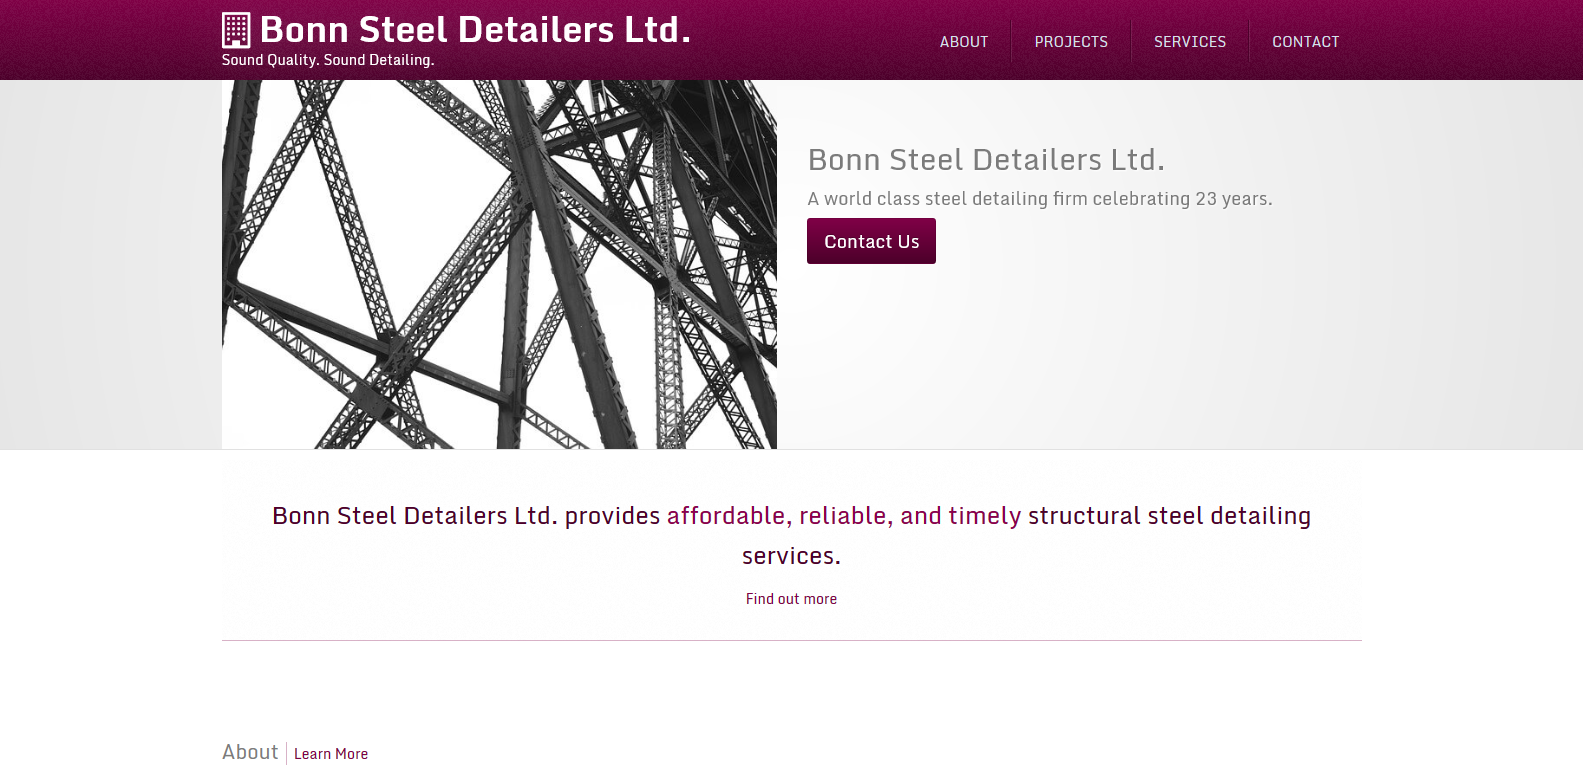 Bonn Steel Detailers Ltd.
Sound Quality. Sound Detailing.
ABOUT
PROJECTS
SERVICES
CONTACT
Bonn Steel Detailers Ltd.
A world class steel detailing firm celebrating 23 years.
Contact Us
Bonn Steel Detailers Ltd. provides affordable, reliable, and timely structural steel detailing
services.
Find out more
About
Learn More